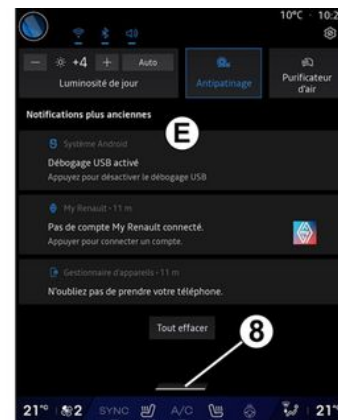 10°C 10:2
+4 Auto
Luminosité de jour
Antipatinage
Purificateur
d'air
Notifications plus anciennes
E
Système Android
Débogage USB activé
Appuyez pour désactiver le débogage USB
My Renault • 11 m
Pas de compte My Renault connecté.
Appuyer pour connecter un compte.
Gestionnaire d'appareils • 11 m
N'oubliez pas de prendre votre téléphone.
Tout effacer
8
21°C 2 SYNC A/C 21°